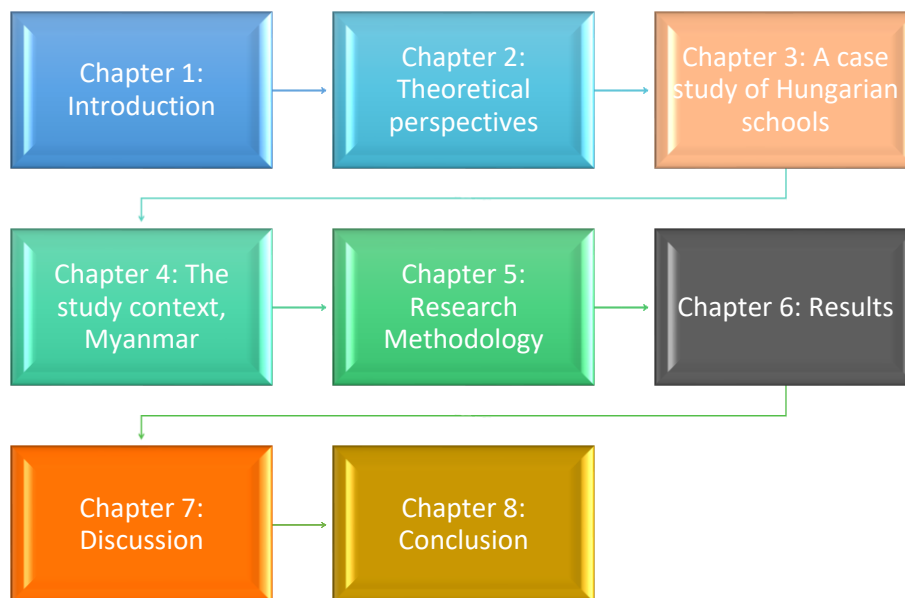 Chapter 1:
Introduction
Chapter 2:
Theoretical
perspectives
Chapter 3: A case
study of Hungarian
schools
Chapter 4: The
study context,
Myanmar
Chapter 5:
Research
Methodology
Chapter 6: Results
Chapter 7:
Discussion
Chapter 8:
Conclusion